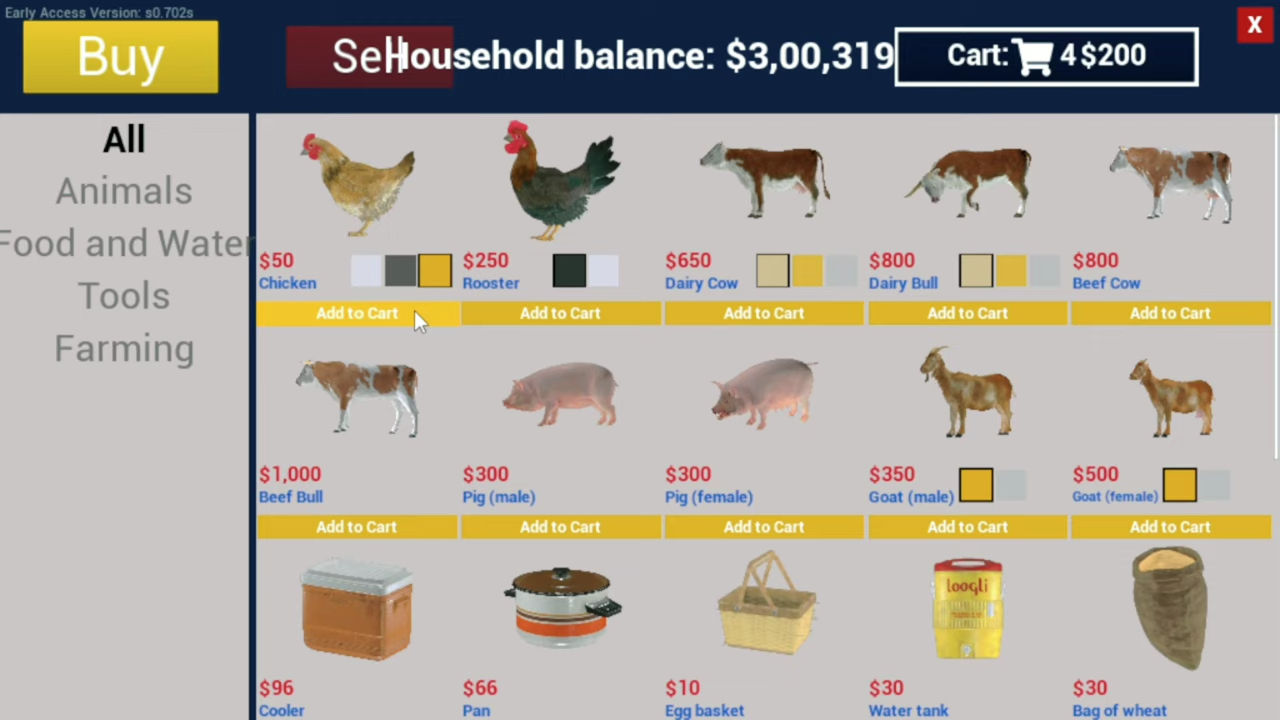 Early Access Version: s0.702s
Buy
Sell
Household balance: $3,00,319
Cart: 4 $200
X
All
Animals
Food and Water
Tools
Farming
$50
Chicken
$250
Rooster
$650
Dairy Cow
$800
Dairy Bull
$800
Beef Cow
Add to Cart
Add to Cart
Add to Cart
Add to Cart
Add to Cart
$1,000
Beef Bull
$300
Pig (male)
$300
Pig (female)
$350
Goat (male)
$500
Goat (female)
Add to Cart
Add to Cart
Add to Cart
Add to Cart
Add to Cart
loogli
$96
Cooler
$66
Pan
$10
Egg basket
$30
Water tank
$30
Bag of wheat